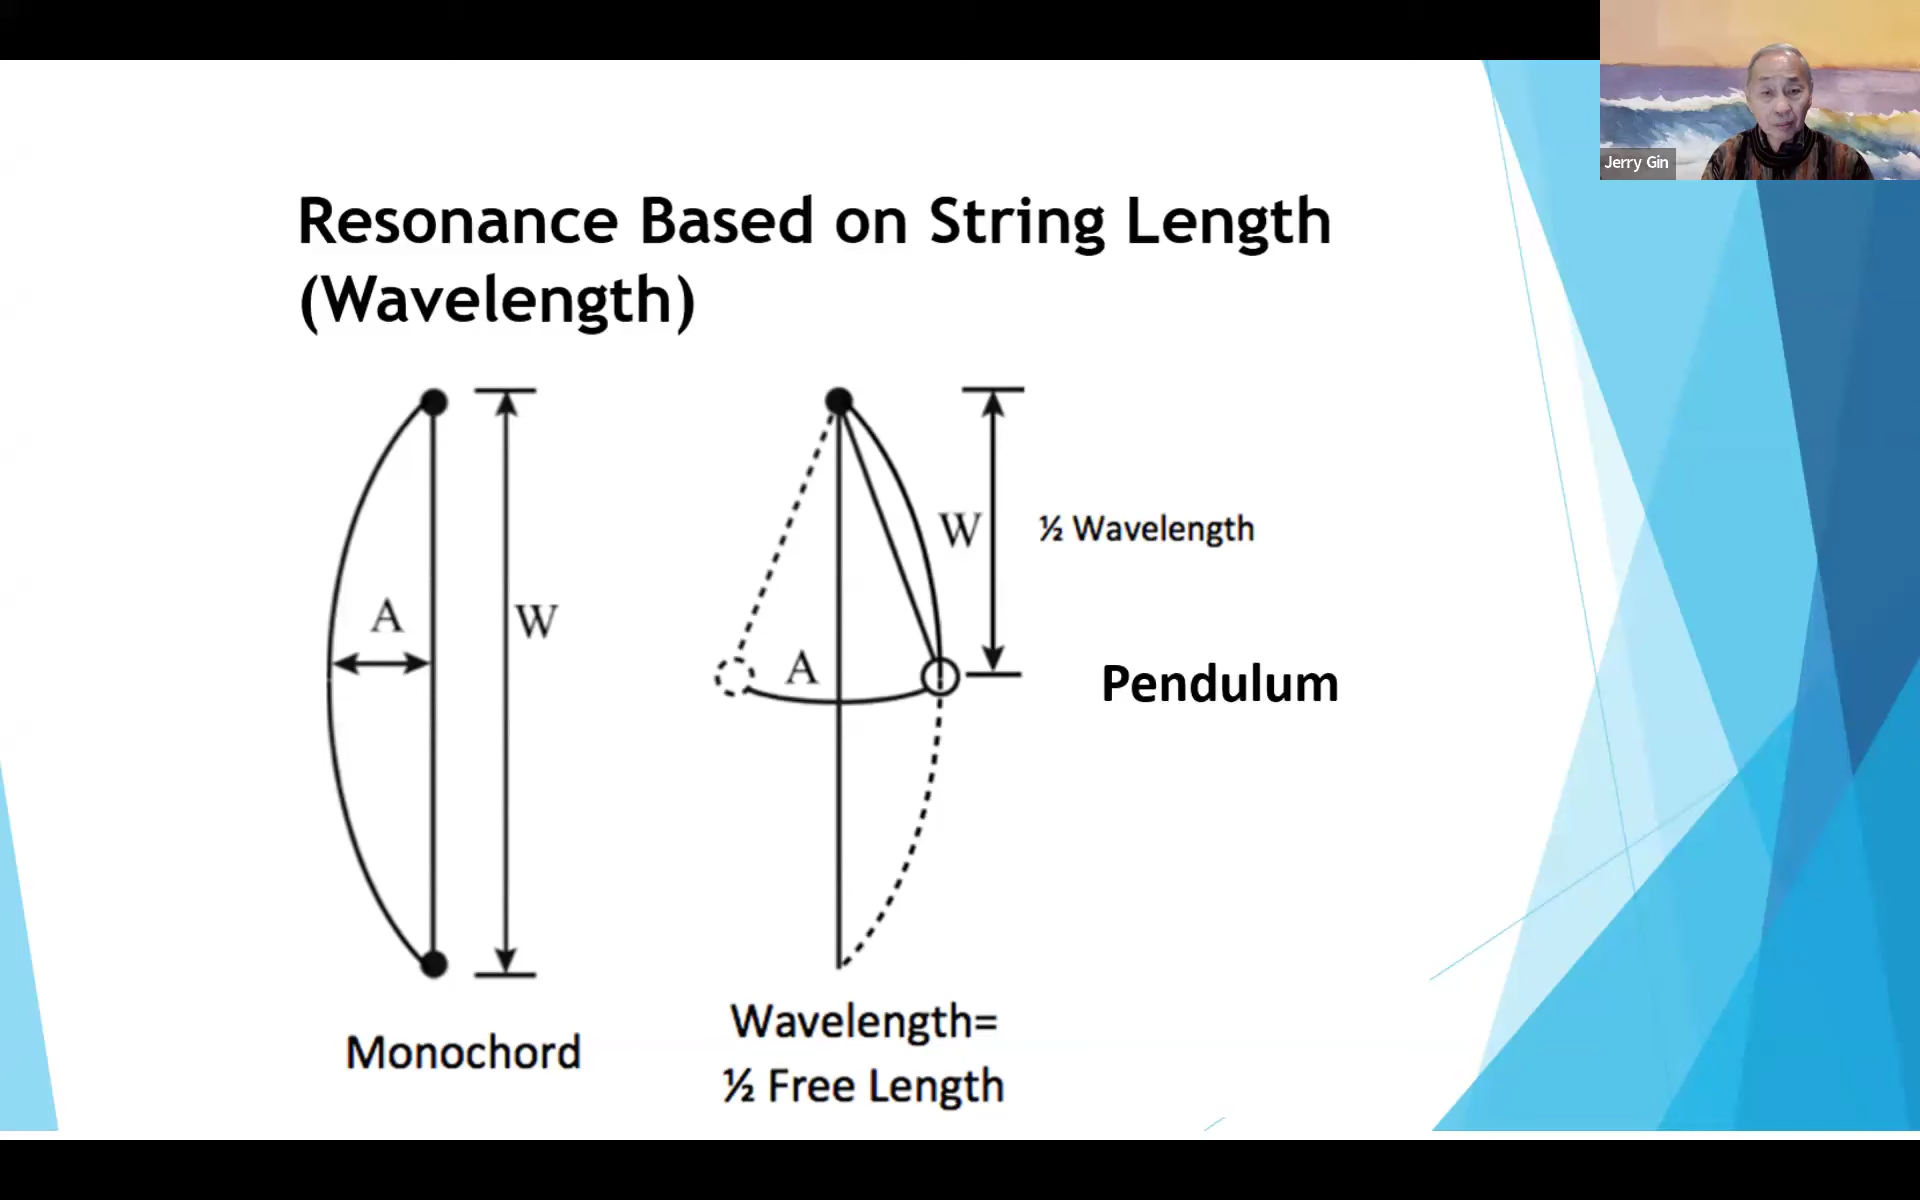 Jerry Gin
Resonance Based on String Length
(Wavelength)
A
W
Monochord
A
W
½ Wavelength
Pendulum
Wavelength=
½ Free Length